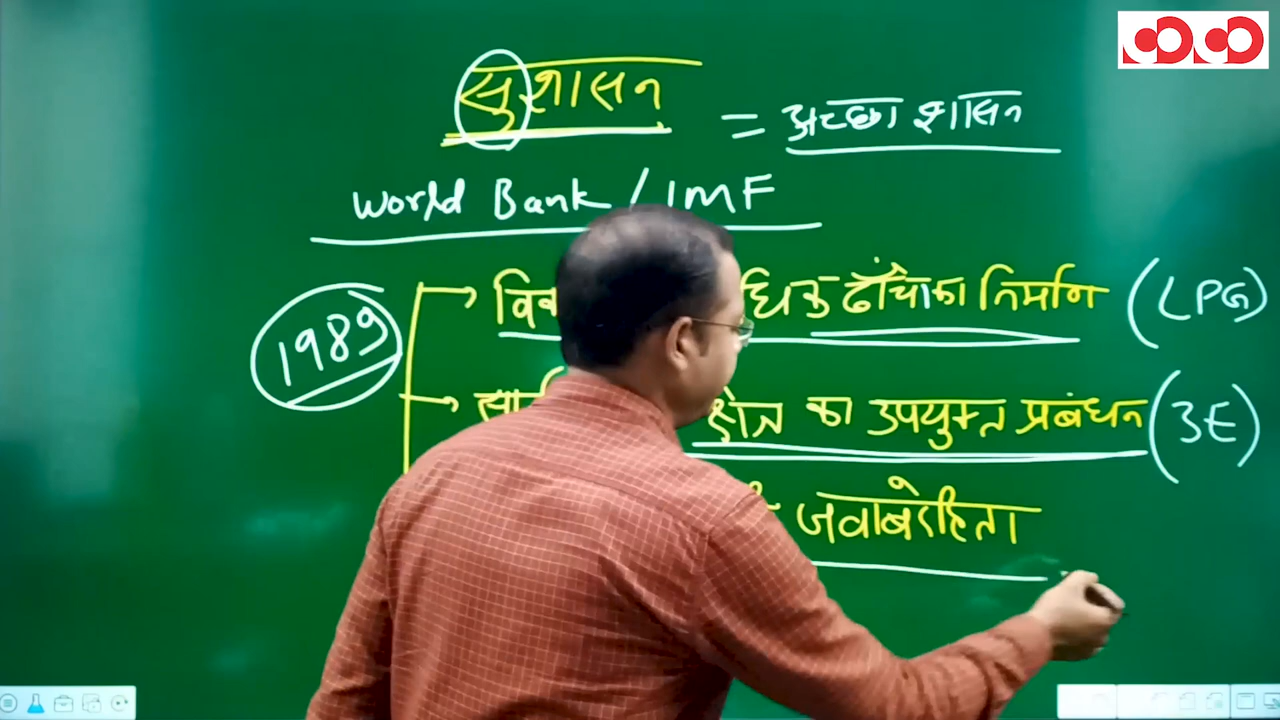 सुशासन = अच्छा शासन
World Bank / IMF
1989
धिक ढाँचे का निर्माण (LPG)
क्षेत्र का उपयुक्त प्रबंधन (3E)
जवाबदेहिता